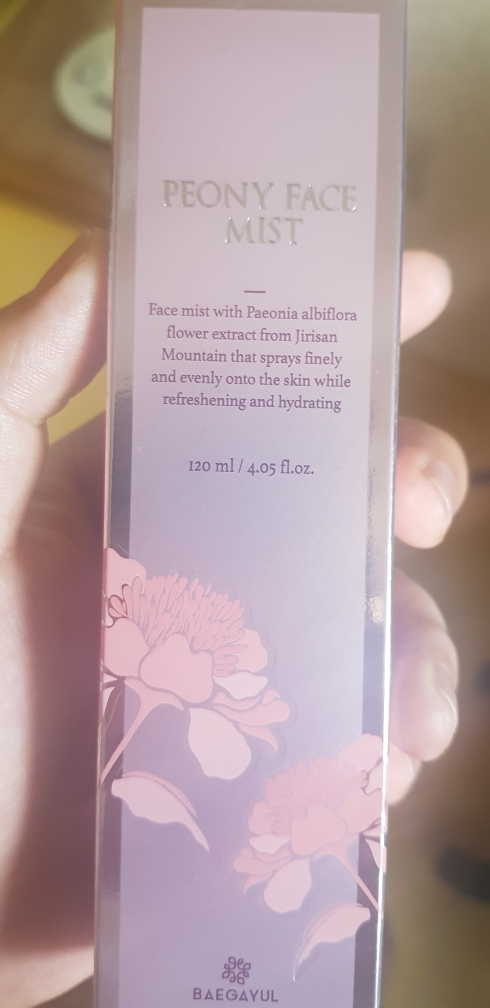 PEONY FACE
MIST
Face mist with Paeonia albiflora
flower extract from Jirisan
Mountain that sprays finely
and evenly onto the skin while
refreshening and hydrating
120 ml / 4.05 fl.oz.
BAEGAYUL